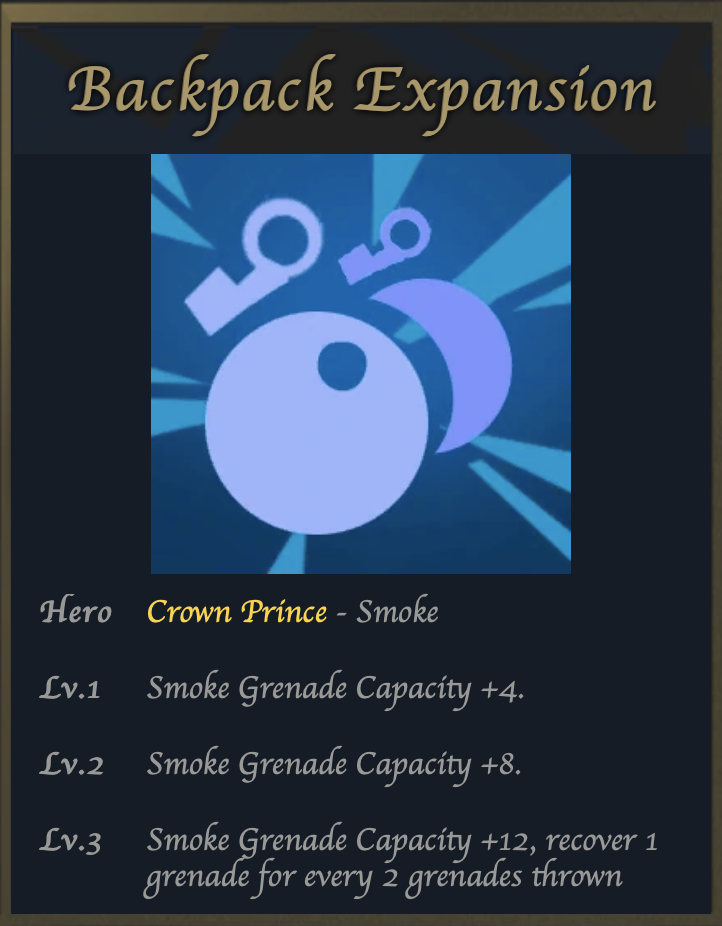 Backpack Expansion
Hero Crown Prince - Smoke
Lv.1 Smoke Grenade Capacity +4.
Lv.2 Smoke Grenade Capacity +8.
Lv.3 Smoke Grenade Capacity +12, recover 1
grenade for every 2 grenades thrown